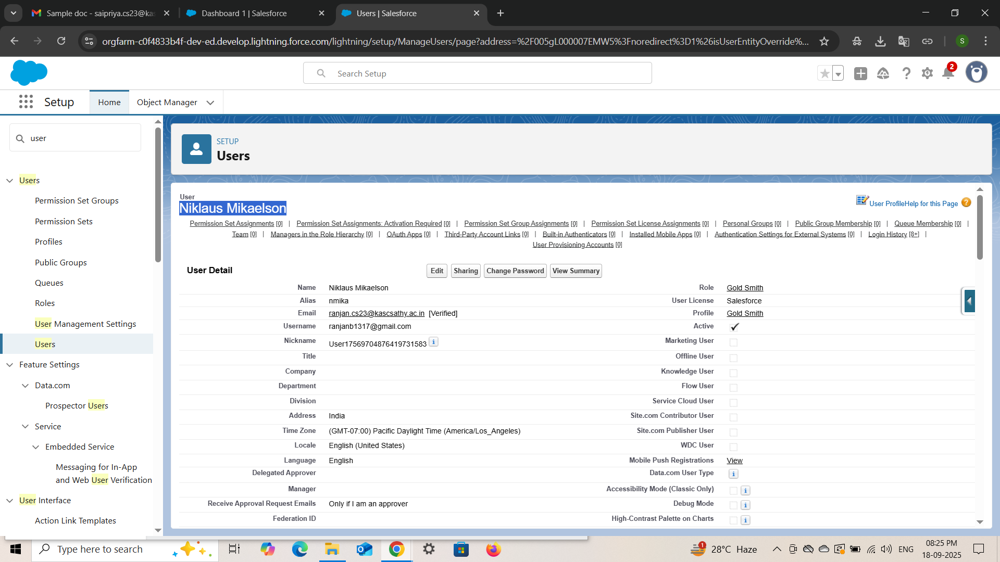 Sample doc - saipriya.cs23@kas
Dashboard 1 | Salesforce
Users | Salesforce
orgfarm-c0f4833b4f-dev-ed.develop.lightning.force.com/lightning/setup/ManageUsers/page?address=%2F005gL000007EMW5%3Fnoredirect%3D1%26isUserEntityOverride%...
S
Search Setup
2
Setup
Home
Object Manager
user
Users
Permission Set Groups
Permission Sets
Profiles
Public Groups
Queues
Roles
User Management Settings
Users
Feature Settings
Data.com
Prospector Users
Service
Embedded Service
Messaging for In-App
and Web User Verification
User Interface
Action Link Templates
SETUP
Users
User
Niklaus Mikaelson
User Profile Help for this Page ?
Permission Set Assignments [0] | Permission Set Assignments: Activation Required [0] | Permission Set Group Assignments [0] | Permission Set License Assignments [0] | Personal Groups [0] | Public Group Membership [0] | Queue Membership [0] |
Team [0] | Managers in the Role Hierarchy [0] | OAuth Apps [0] | Third-Party Account Links [0] | Built-in Authenticators [0] | Installed Mobile Apps [0] | Authentication Settings for External Systems [0] | Login History [8+] |
User Provisioning Accounts [0]
User Detail
Edit Sharing Change Password View Summary
Name Niklaus Mikaelson Role Gold Smith
Alias nmika User License Salesforce
Email ranjan.cs23@kascsathy.ac.in [Verified] Profile Gold Smith
Username ranjanb1317@gmail.com Active
Nickname User17569704876419731583 i Marketing User
Title Offline User
Company Knowledge User
Department Flow User
Division Service Cloud User
Address India Site.com Contributor User
Time Zone (GMT-07:00) Pacific Daylight Time (America/Los_Angeles) Site.com Publisher User
Locale English (United States) WDC User
Language English Mobile Push Registrations View
Delegated Approver Data.com User Type i
Manager Accessibility Mode (Classic Only) i
Receive Approval Request Emails Only if I am an approver Debug Mode i
Federation ID High-Contrast Palette on Charts i
Type here to search
1
28°C Haze
ENG
08:25 PM
18-09-2025